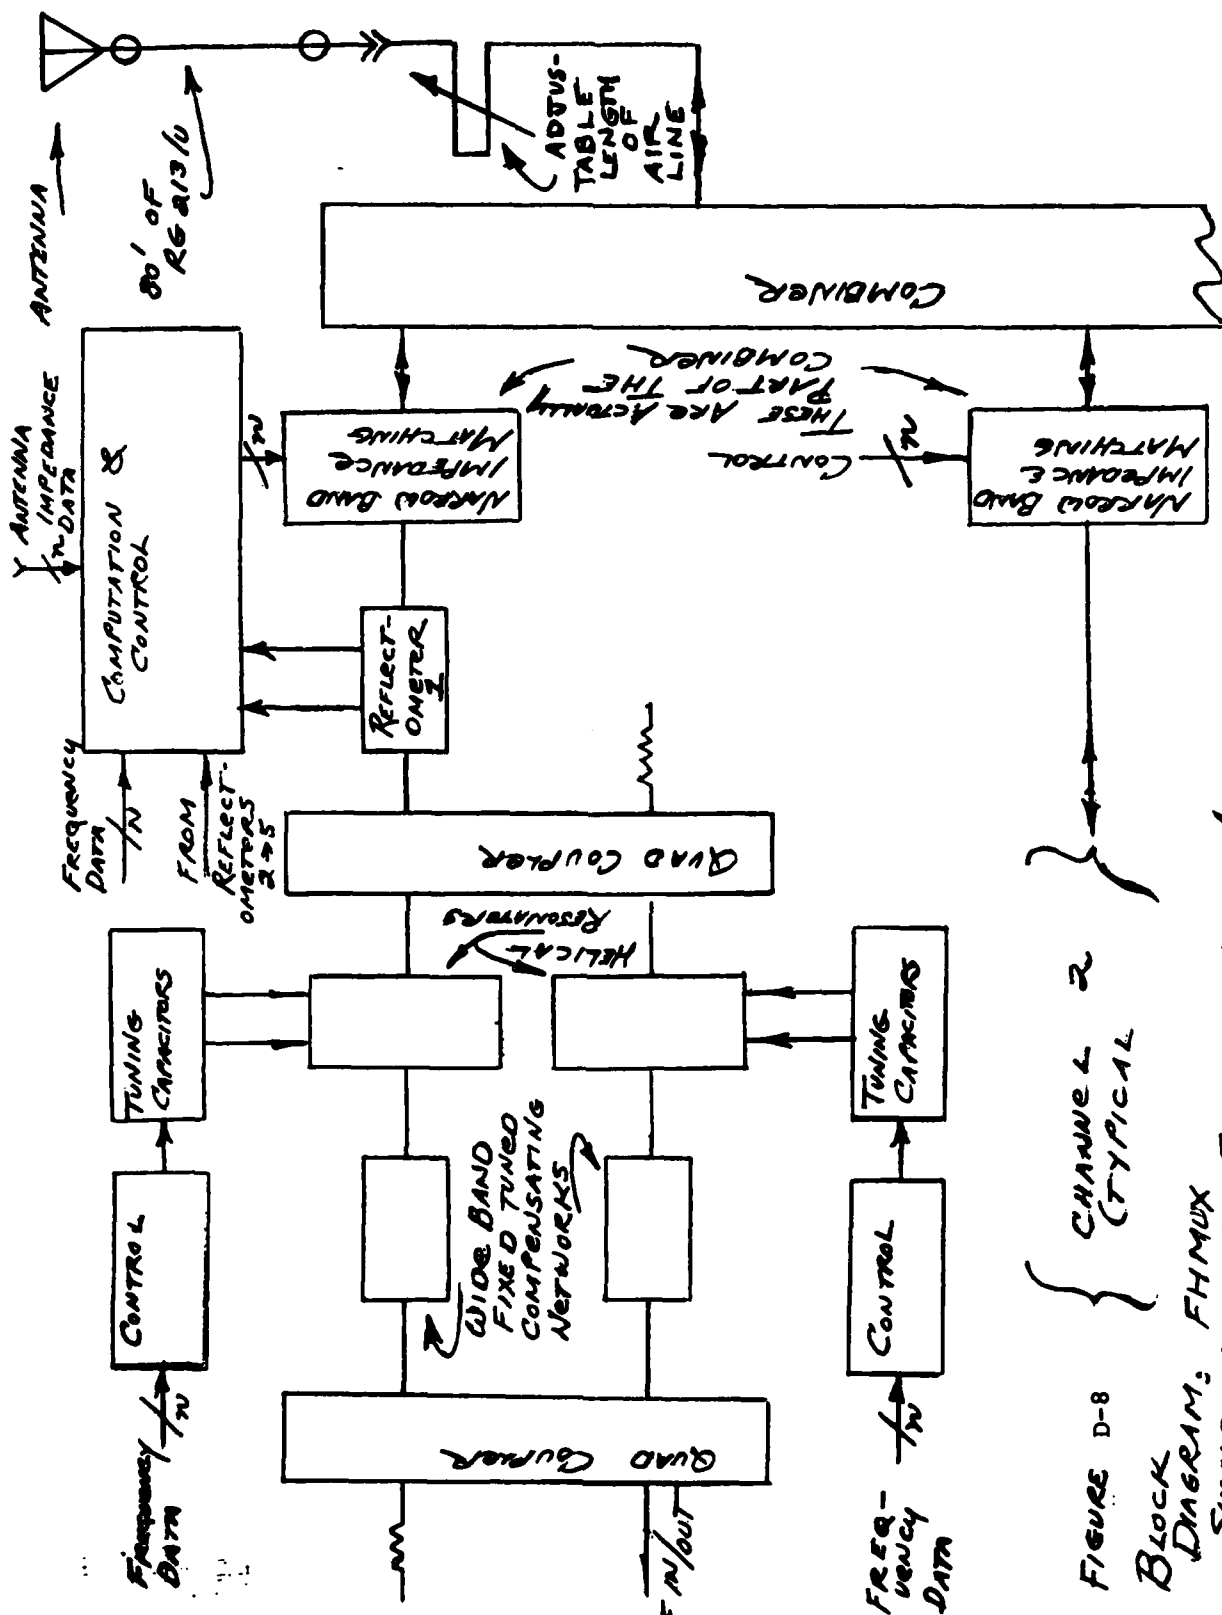 ANTENNA
80' OF
RG 213/U
ADJUS-
TABLE
LENGTH
OF
AIR
LINE
ANTENNA
IMPEDANCE
DATA
n
COMPUTATION &
CONTROL
FREQUENCY
DATA
N
FROM
REFLECT-
OMETERS
2→5
N
NARROW BAND
IMPEDANCE
MATCHING
COMBINER
THESE ARE ACTUALLY
PART OF THE
COMBINER
CONTROL
n
NARROW BAND
IMPEDANCE
MATCHING
REFLECT-
OMETER
1
QUAD COUPLER
HELICAL
RESONATORS
TUNING
CAPACITORS
TUNING
CAPACITORS
WIDE BAND
FIXED TUNED
COMPENSATING
NETWORKS
CONTROL
CONTROL
FREQUENCY
DATA
n
QUAD COUPLER
F IN/OUT
FREQ-
UENCY
DATA
n
CHANNEL 2
(TYPICAL
FIGURE D-8
BLOCK
DIAGRAM: FHMUX